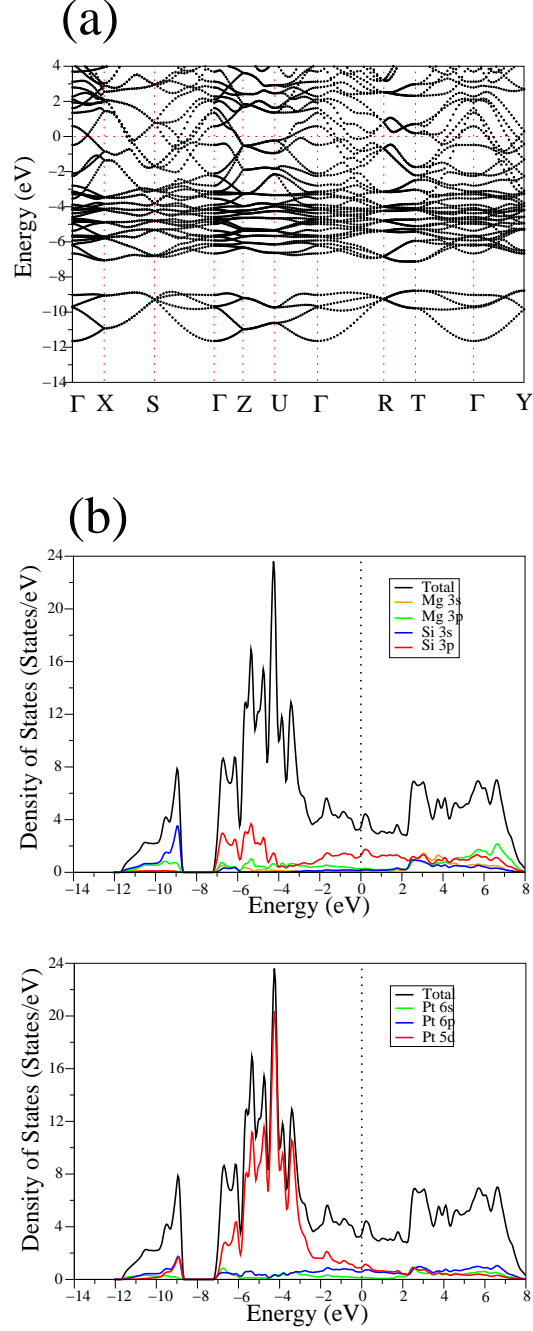 (a)
4
2
0
−2
−4
−6
−8
−10
−12
−14
Energy (eV)
Γ X S Γ Z U Γ R T Γ Y
(b)
24
20
16
12
8
4
0
Density of States (States/eV)
Total
Mg 3s
Mg 3p
Si 3s
Si 3p
−14 −12 −10 −8 −6 −4 −2 0 2 4 6 8
Energy (eV)
24
20
16
12
8
4
0
Density of States (States/eV)
Total
Pt 6s
Pt 6p
Pt 5d
−14 −12 −10 −8 −6 −4 −2 0 2 4 6 8
Energy (eV)